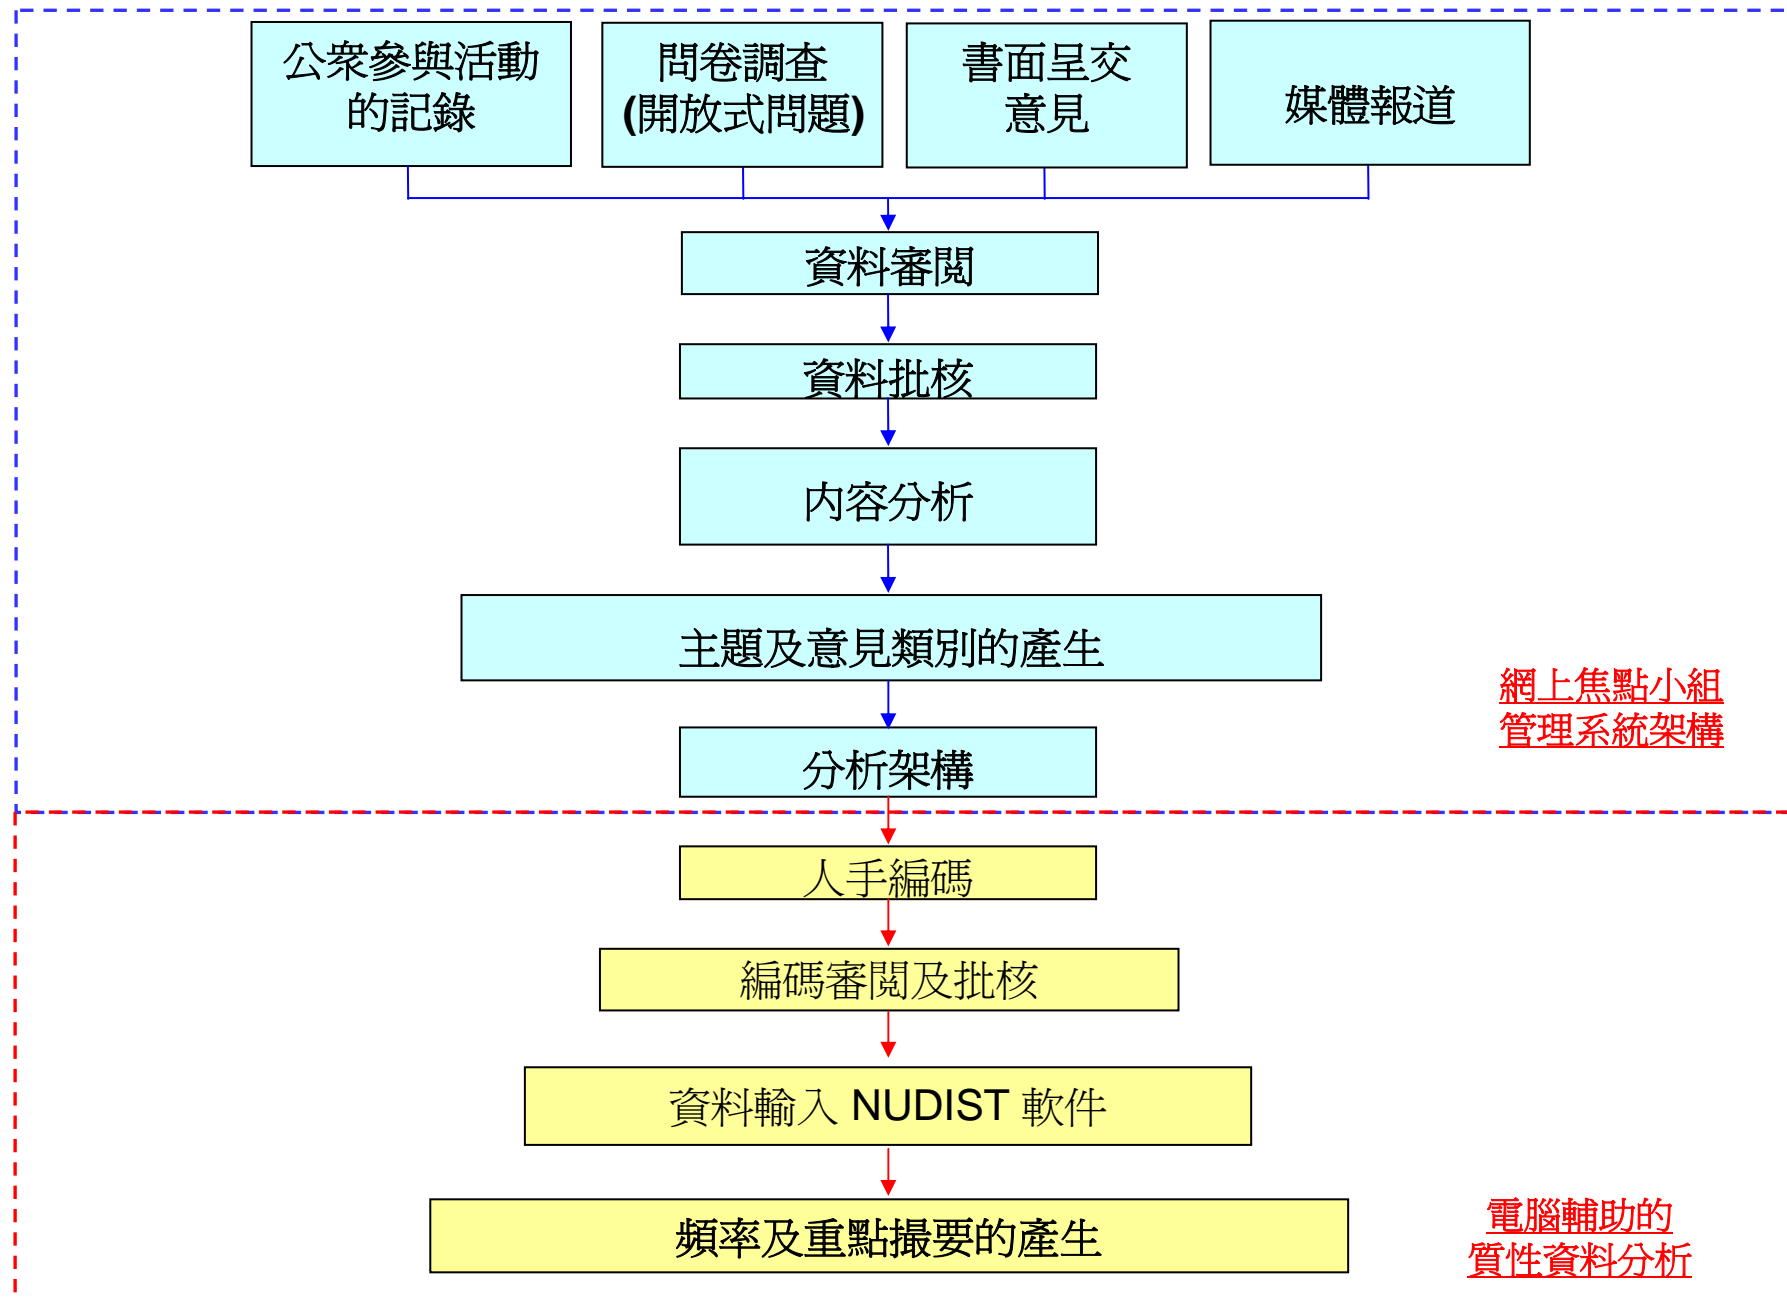 公眾參與活動
的記錄
問卷調查
(開放式問題)
書面呈交
意見
媒體報道
資料審閱
資料批核
內容分析
主題及意見類別的產生
網上焦點小組
管理系統架構
分析架構
人手編碼
編碼審閱及批核
資料輸入 NUDIST 軟件
頻率及重點撮要的產生
電腦輔助的
質性資料分析